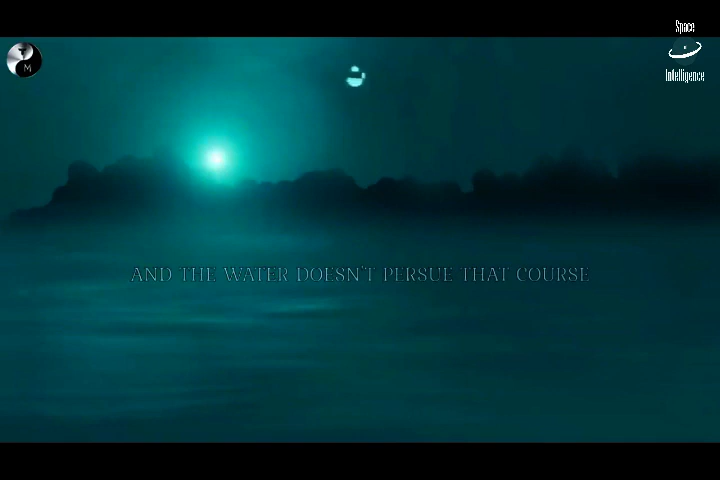 Space
Intelligence
T
M
AND THE WATER DOESN'T PERSUE THAT COURSE